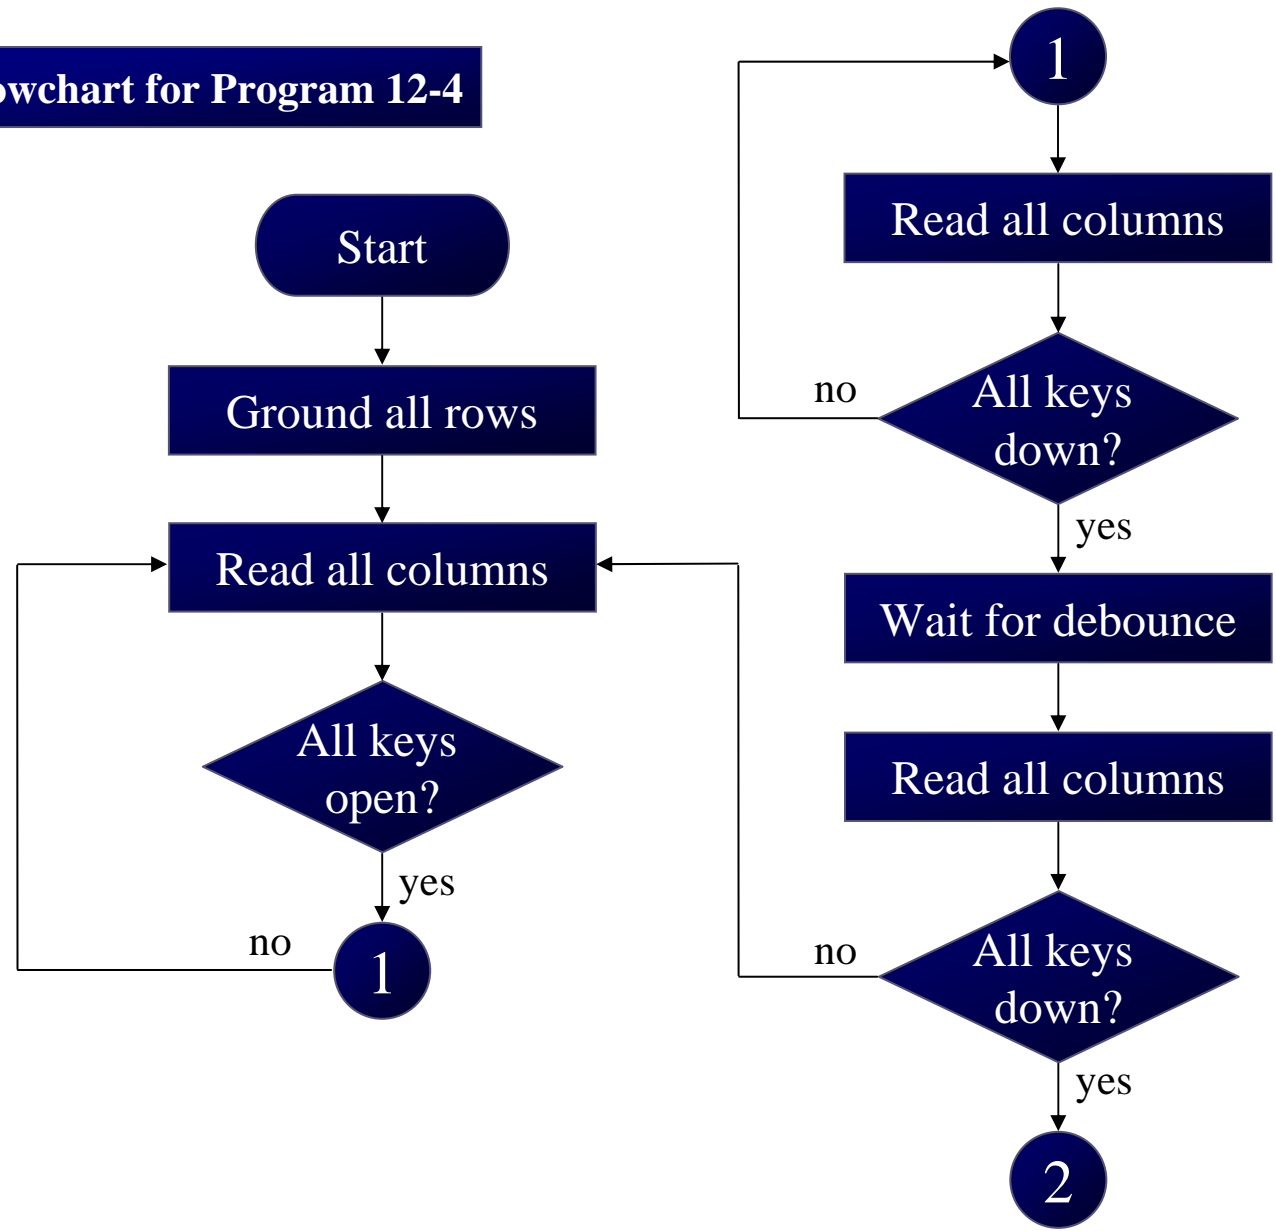 owchart for Program 12-4
Start
Ground all rows
Read all columns
All keys
open?
yes
no
1
1
Read all columns
All keys
down?
no
yes
Wait for debounce
Read all columns
All keys
down?
no
yes
2